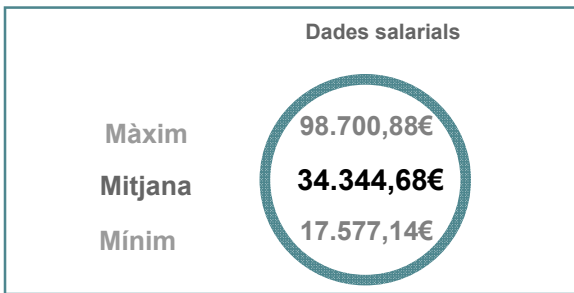 Dades salarials
Màxim 98.700,88€
Mitjana 34.344,68€
Mínim 17.577,14€